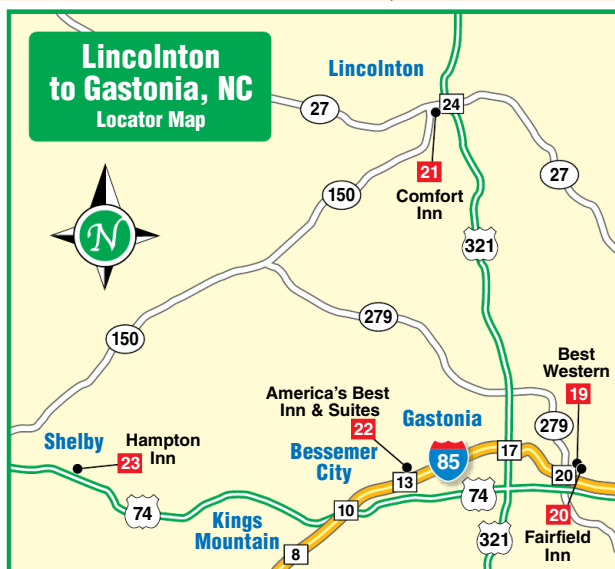 Lincolnton
to Gastonia, NC
Locator Map
Lincolnton
27
24
21
Comfort
Inn
27
150
N
321
279
150
Best
Western
19
America's Best
Inn & Suites
22
Gastonia
279
Shelby
Hampton
Inn
23
Bessemer
City
85
17
13
20
74
74
10
20
Fairfield
Inn
Kings
Mountain
321
8